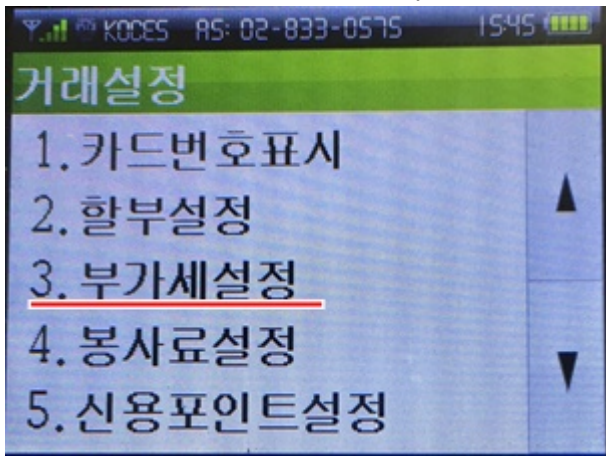 KOCES AS: 02-833-0575 15:45
거래설정
1. 카드번호표시
2. 할부설정
3. 부가세설정
4. 봉사료설정
5. 신용포인트설정